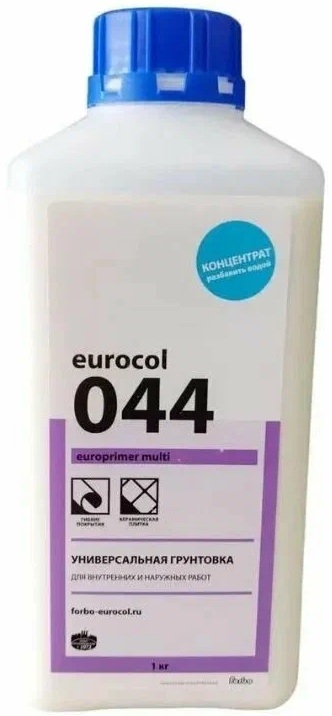 КОНЦЕНТРАТ
разбавить водой
eurocol
044
europrimer multi
ГИБКИЕ
ПОКРЫТИЯ
КЕРАМИЧЕСКАЯ
ПЛИТКА
УНИВЕРСАЛЬНАЯ ГРУНТОВКА
ДЛЯ ВНУТРЕННИХ И НАРУЖНЫХ РАБОТ
forbo-eurocol.ru
1 кг
forbo